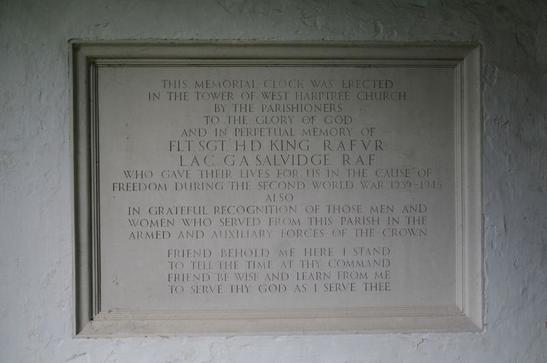 THIS MEMORIAL CLOCK WAS ERECTED
IN THE TOWER OF WEST HARPTREE CHURCH
BY THE PARISHIONERS
TO THE GLORY OF GOD
AND IN PERPETUAL MEMORY OF
FLT SGT. H D KING R A F V R
L A C. G A SALVIDGE R A F
WHO GAVE THEIR LIVES FOR US IN THE CAUSE OF
FREEDOM DURING THE SECOND WORLD WAR 1939-1945
ALSO
IN GRATEFUL RECOGNITION OF THOSE MEN AND
WOMEN WHO SERVED FROM THIS PARISH IN THE
ARMED AND AUXILIARY FORCES OF THE CROWN
FRIEND BEHOLD ME HERE I STAND
TO TELL THE TIME AT THY COMMAND
FRIEND BE WISE AND LEARN FROM ME
TO SERVE THY GOD AS I SERVE THEE